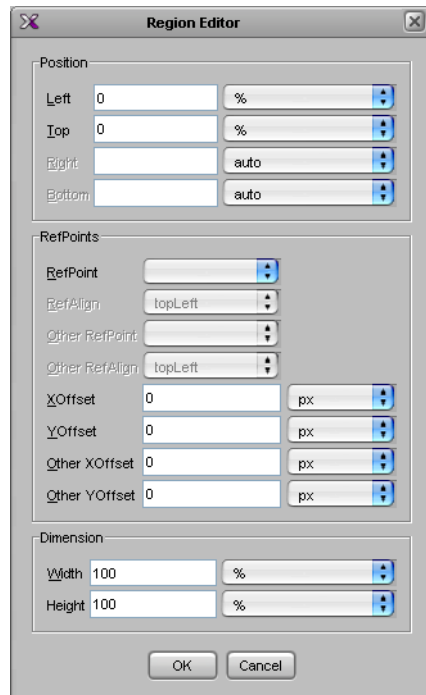 Region Editor
Position
Left 0 %
Top 0 %
Right auto
Bottom auto
RefPoints
RefPoint
RefAlign topLeft
Other RefPoint
Other RefAlign topLeft
XOffset 0 px
YOffset 0 px
Other XOffset 0 px
Other YOffset 0 px
Dimension
Width 100 %
Height 100 %
OK Cancel